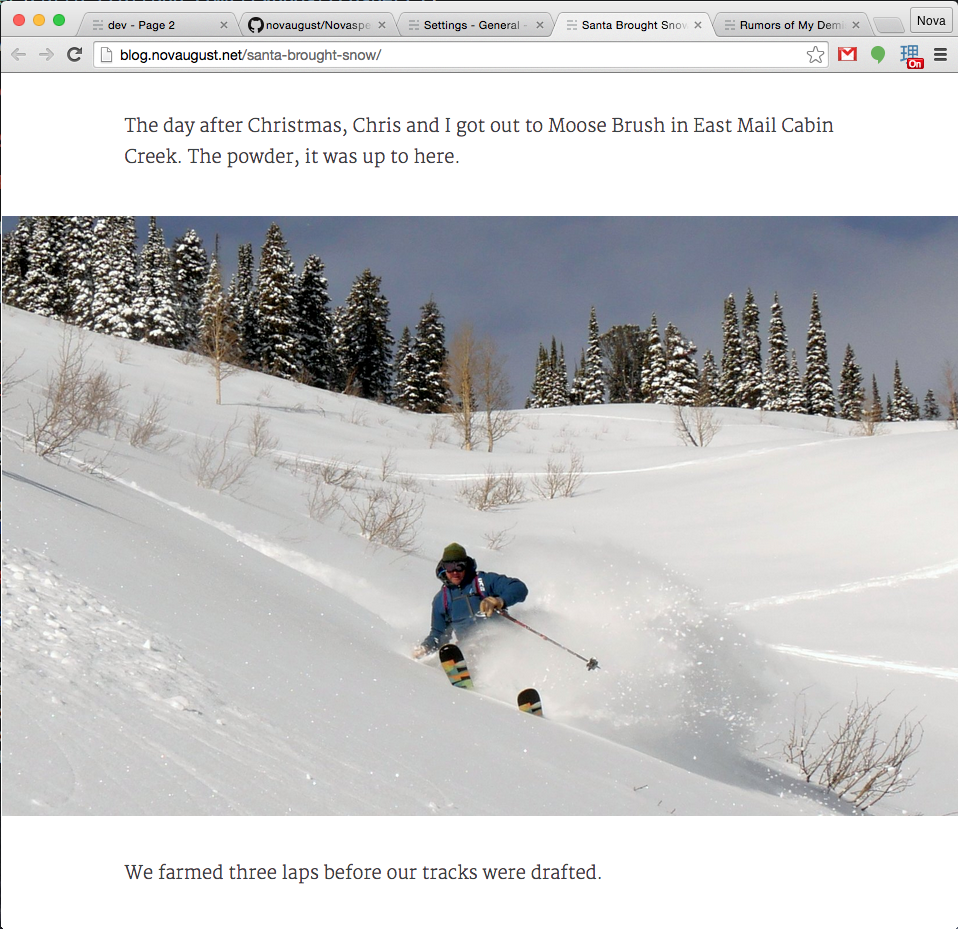 dev - Page 2
novaugust/Novaspe
Settings - General -
Santa Brought Snow
Rumors of My Demi
Nova
blog.novaugust.net/santa-brought-snow/
理
On
The day after Christmas, Chris and I got out to Moose Brush in East Mail Cabin
Creek. The powder, it was up to here.
We farmed three laps before our tracks were drafted.